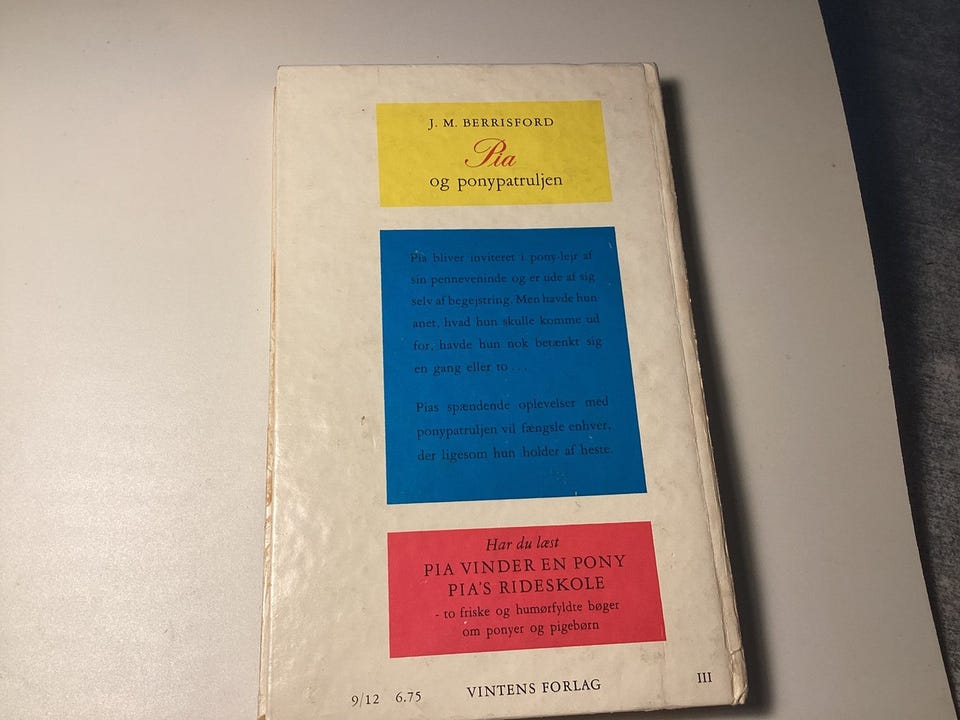 J. M. BERRISFORD
Pia
og ponypatruljen
Pia bliver inviteret i pony-lejr af
sin penneveninde og er ude af sig
selv af begejstring. Men havde hun
anet, hvad hun skulle komme ud
for, havde hun nok betænkt sig
en gang eller to . . .
Pias spændende oplevelser med
ponypatruljen vil fængsle enhver,
der ligesom hun holder af heste.
Har du læst
PIA VINDER EN PONY
PIA'S RIDESKOLE
- to friske og humørfyldte bøger
om ponyer og pigebørn
9/12 6.75 VINTENS FORLAG III